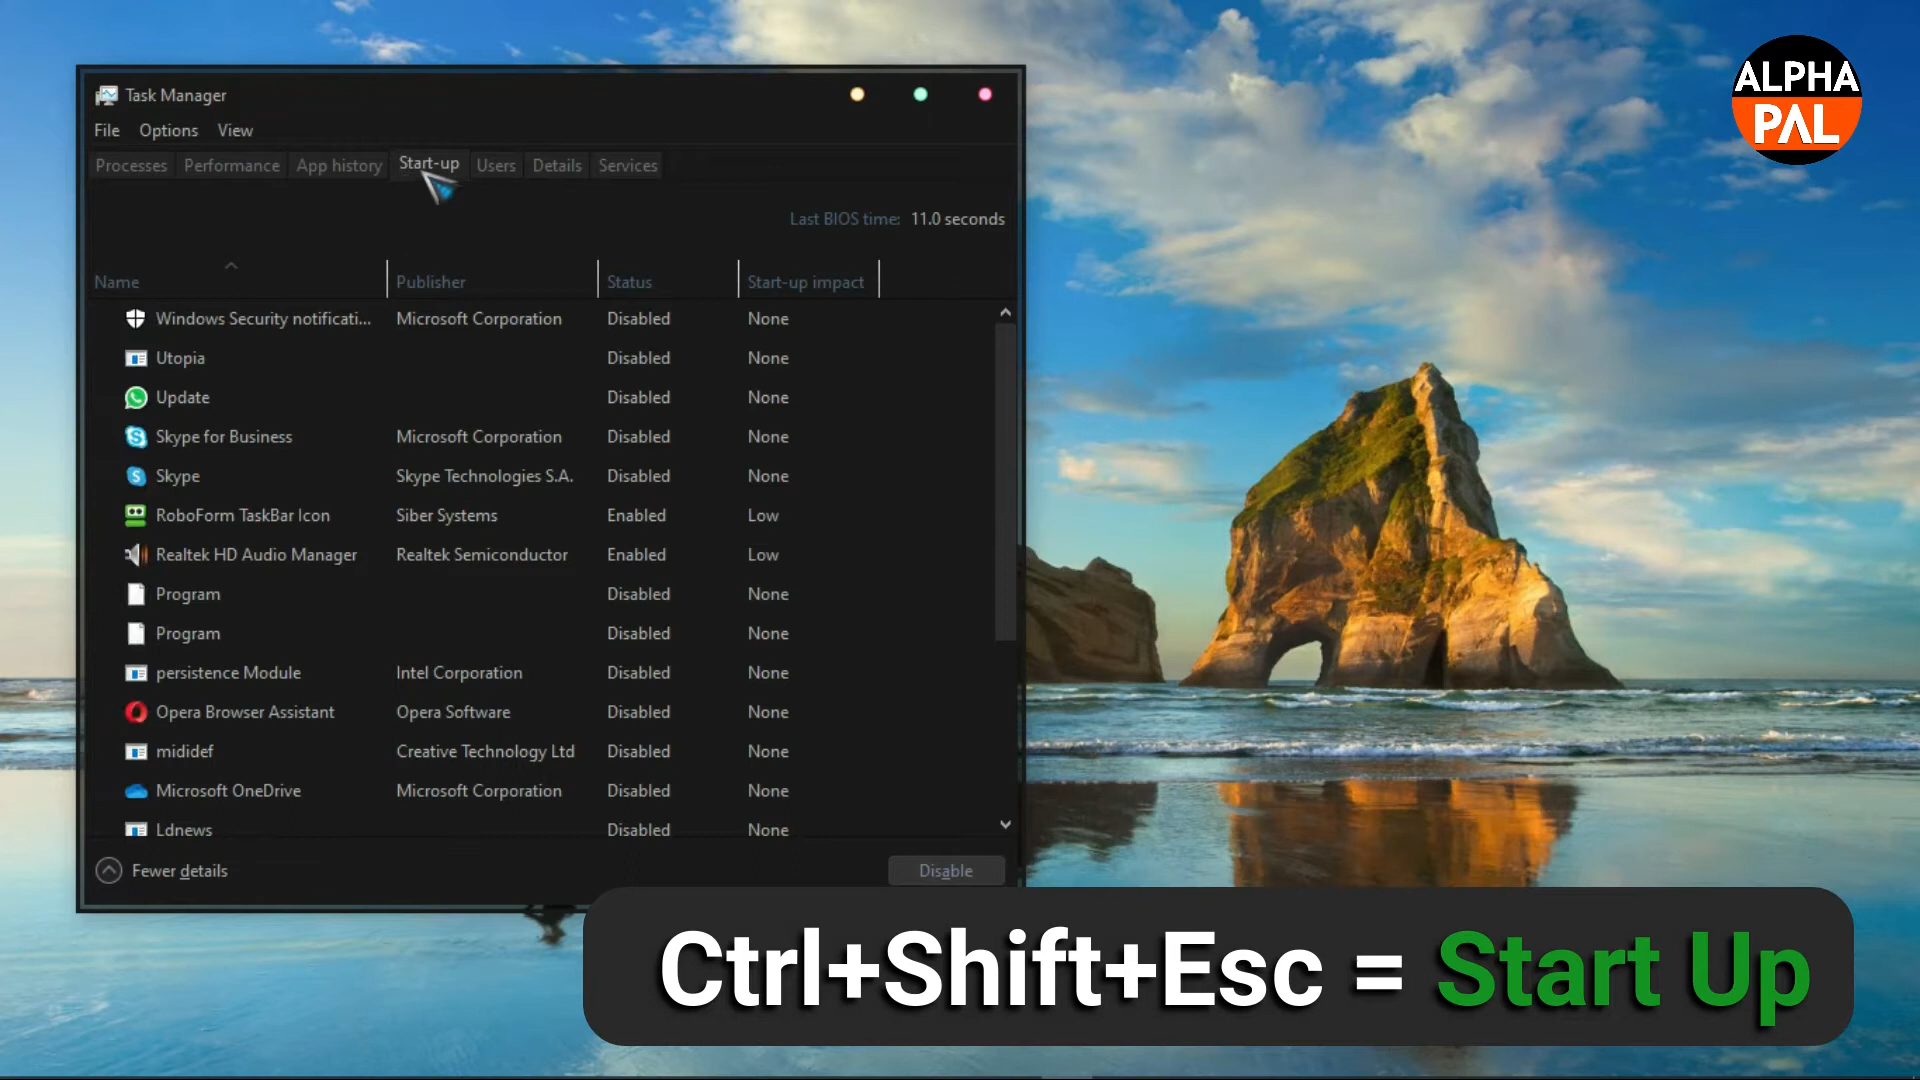 ALPHA
PAL
Task Manager
File Options View
Processes Performance App history Start-up Users Details Services
Last BIOS time: 11.0 seconds
Name Publisher Status Start-up impact
Windows Security notificati... Microsoft Corporation Disabled None
Utopia Disabled None
Update Disabled None
Skype for Business Microsoft Corporation Disabled None
Skype Skype Technologies S.A. Disabled None
RoboForm TaskBar Icon Siber Systems Enabled Low
Realtek HD Audio Manager Realtek Semiconductor Enabled Low
Program Disabled None
Program Disabled None
persistence Module Intel Corporation Disabled None
Opera Browser Assistant Opera Software Disabled None
mididef Creative Technology Ltd Disabled None
Microsoft OneDrive Microsoft Corporation Disabled None
Ldnews Disabled None
Fewer details Disable
Ctrl+Shift+Esc = Start Up